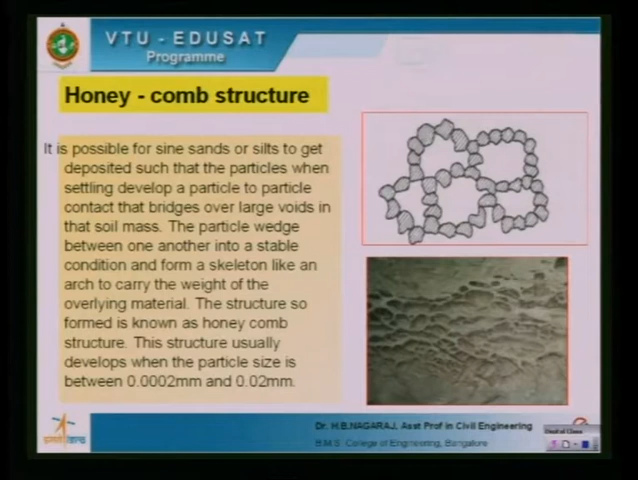 VTU - EDUSAT
Programme
Honey - comb structure
It is possible for sine sands or silts to get
deposited such that the particles when
settling develop a particle to particle
contact that bridges over large voids in
that soil mass. The particle wedge
between one another into a stable
condition and form a skeleton like an
arch to carry the weight of the
overlying material. The structure so
formed is known as honey comb
structure. This structure usually
develops when the particle size is
between 0.0002mm and 0.02mm.
Dr. H.B.NAGARAJ, Asst Prof in Civil Engineering
B.M.S. College of Engineering, Bangalore